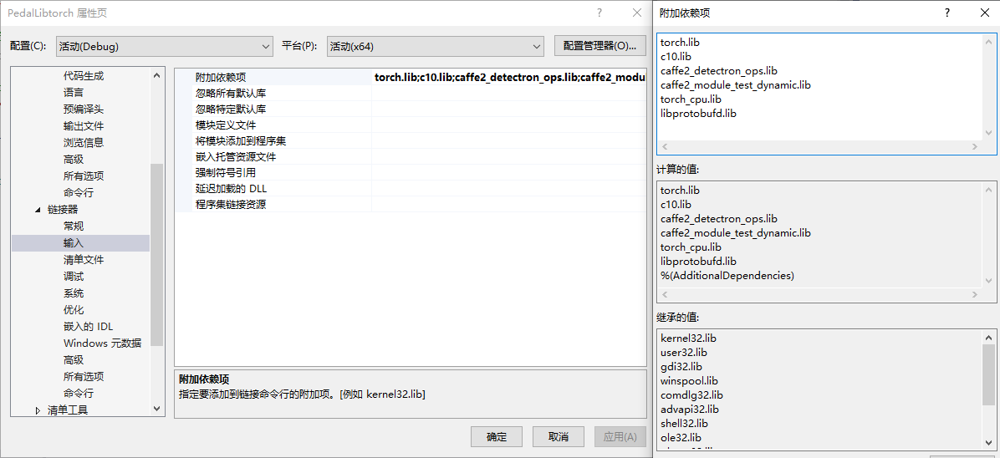 PedalLibtorch 属性页
配置(C):
活动(Debug)
平台(P):
活动(x64)
配置管理器(O)...
代码生成
语言
预编译头
输出文件
浏览信息
高级
所有选项
命令行
链接器
常规
输入
清单文件
调试
系统
优化
嵌入的 IDL
Windows 元数据
高级
所有选项
命令行
清单工具
附加依赖项 torch.lib;c10.lib;caffe2_detectron_ops.lib;caffe2_modul
忽略所有默认库
忽略特定默认库
模块定义文件
将模块添加到程序集
嵌入托管资源文件
强制符号引用
延迟加载的 DLL
程序集链接资源
附加依赖项
指定要添加到链接命令行的附加项。[例如 kernel32.lib]
确定
取消
应用(A)
附加依赖项
torch.lib
c10.lib
caffe2_detectron_ops.lib
caffe2_module_test_dynamic.lib
torch_cpu.lib
libprotobufd.lib
计算的值:
torch.lib
c10.lib
caffe2_detectron_ops.lib
caffe2_module_test_dynamic.lib
torch_cpu.lib
libprotobufd.lib
%(AdditionalDependencies)
继承的值:
kernel32.lib
user32.lib
gdi32.lib
winspool.lib
comdlg32.lib
advapi32.lib
shell32.lib
ole32.lib